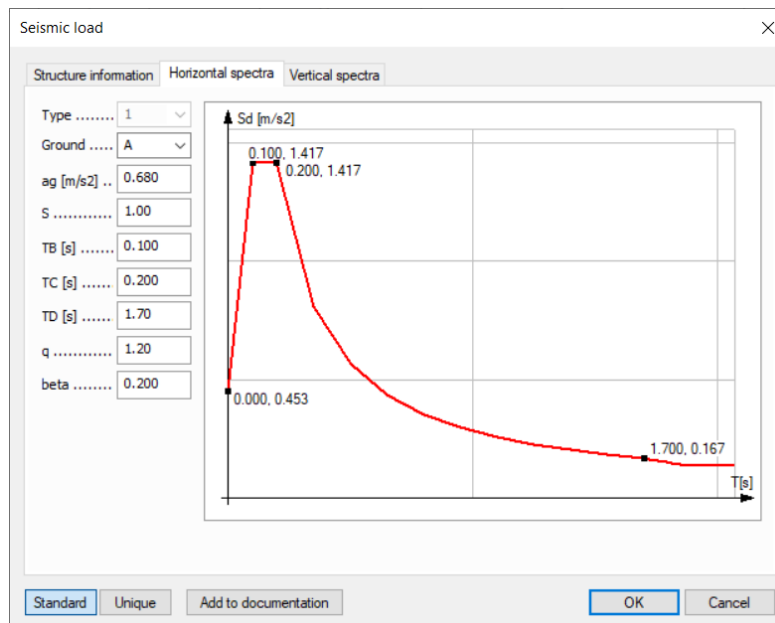 Seismic load
Structure information
Horizontal spectra
Vertical spectra
Type ........ 1
Ground ..... A
ag [m/s2] .. 0.680
S ............ 1.00
TB [s] ....... 0.100
TC [s] ...... 0.200
TD [s] ...... 1.70
q ............ 1.20
beta ........ 0.200
Sd [m/s2]
0.100, 1.417
0.200, 1.417
0.000, 0.453
1.700, 0.167
T[s]
Standard
Unique
Add to documentation
OK
Cancel